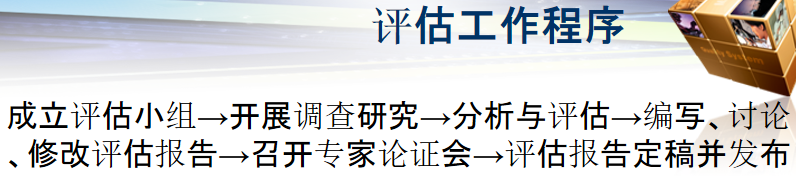 评估工作程序
成立评估小组→开展调查研究→分析与评估→编写、讨论
、修改评估报告→召开专家论证会→评估报告定稿并发布